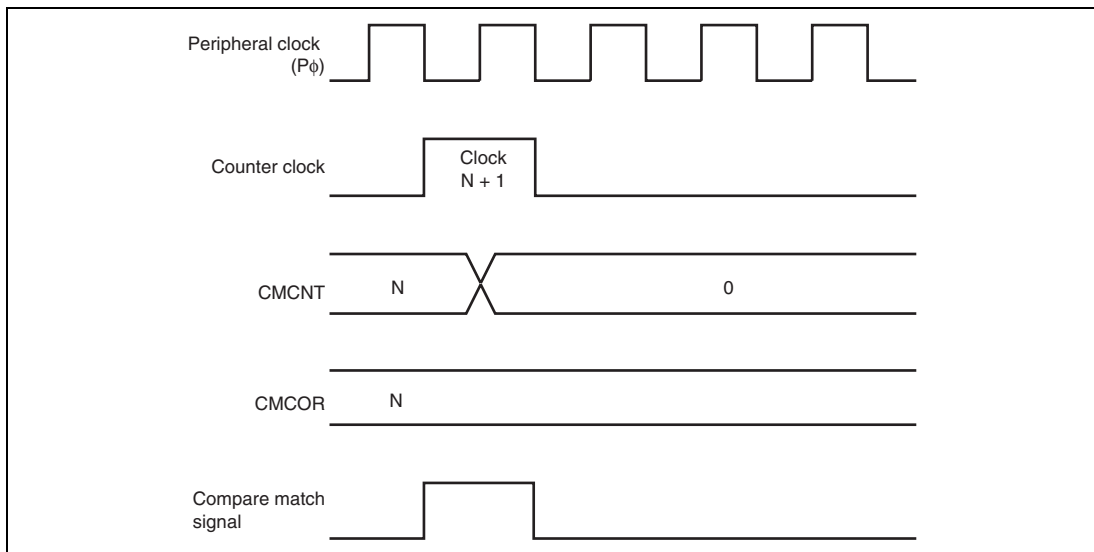 Peripheral clock
(Pϕ)
Counter clock
Clock
N + 1
CMCNT
N
0
CMCOR
N
Compare match
signal